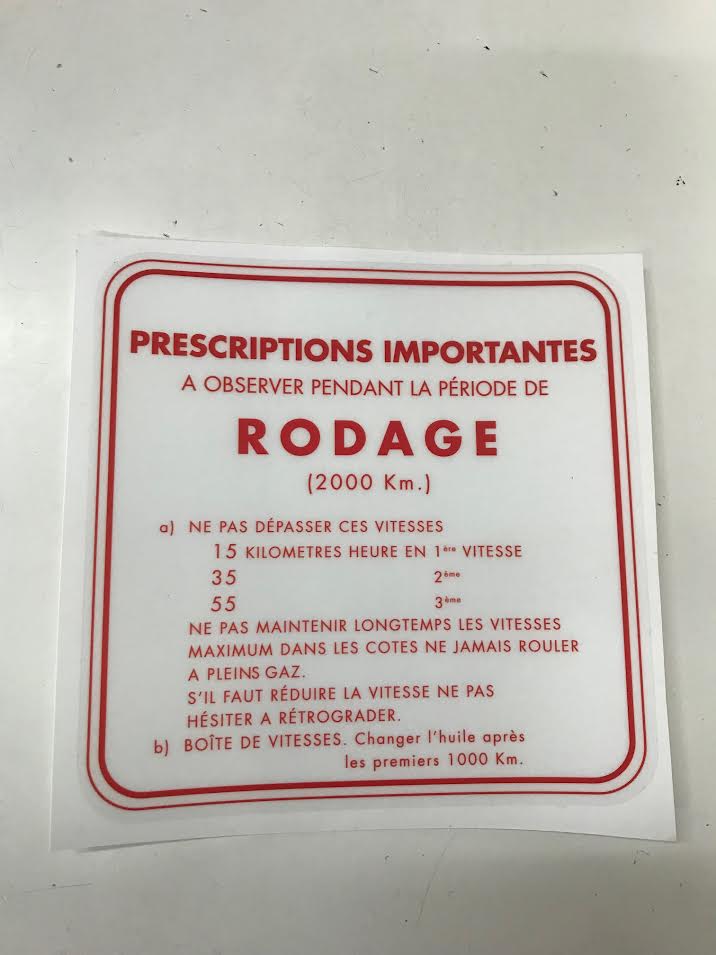 PRESCRIPTIONS IMPORTANTES
A OBSERVER PENDANT LA PÉRIODE DE
RODAGE
(2000 Km.)
a) NE PAS DÉPASSER CES VITESSES
15 KILOMETRES HEURE EN 1ère VITESSE
35 2ème
55 3ème
NE PAS MAINTENIR LONGTEMPS LES VITESSES
MAXIMUM DANS LES COTES NE JAMAIS ROULER
A PLEINS GAZ.
S'IL FAUT RÉDUIRE LA VITESSE NE PAS
HÉSITER A RÉTROGRADER.
b) BOÎTE DE VITESSES. Changer l'huile après
les premiers 1000 Km.